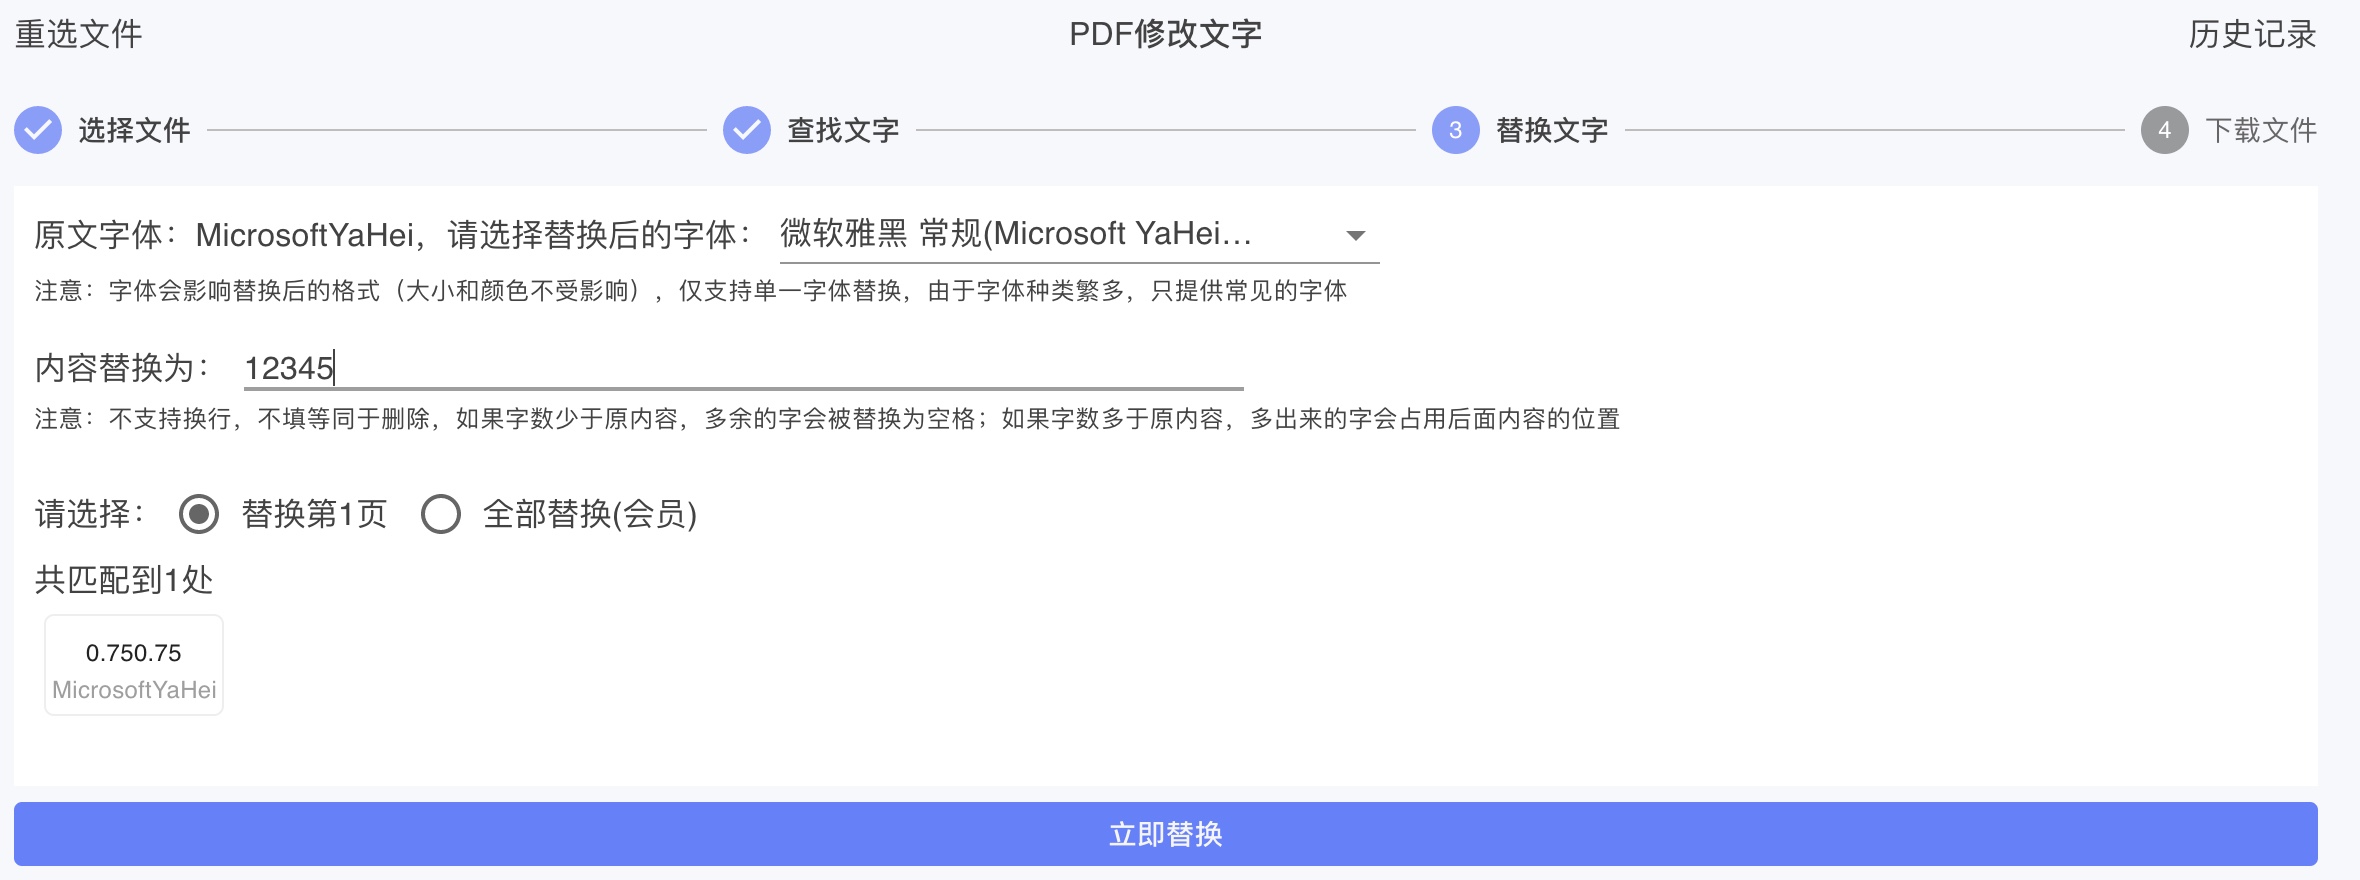 重选文件 PDF修改文字 历史记录
选择文件 查找文字 3 替换文字 4 下载文件
原文字体：MicrosoftYaHei，请选择替换后的字体： 微软雅黑 常规(Microsoft YaHei...
注意：字体会影响替换后的格式（大小和颜色不受影响），仅支持单一字体替换，由于字体种类繁多，只提供常见的字体
内容替换为： 12345
注意：不支持换行，不填等同于删除，如果字数少于原内容，多余的字会被替换为空格；如果字数多于原内容，多出来的字会占用后面内容的位置
请选择： 替换第1页 全部替换(会员)
共匹配到1处
0.750.75
MicrosoftYaHei
立即替换